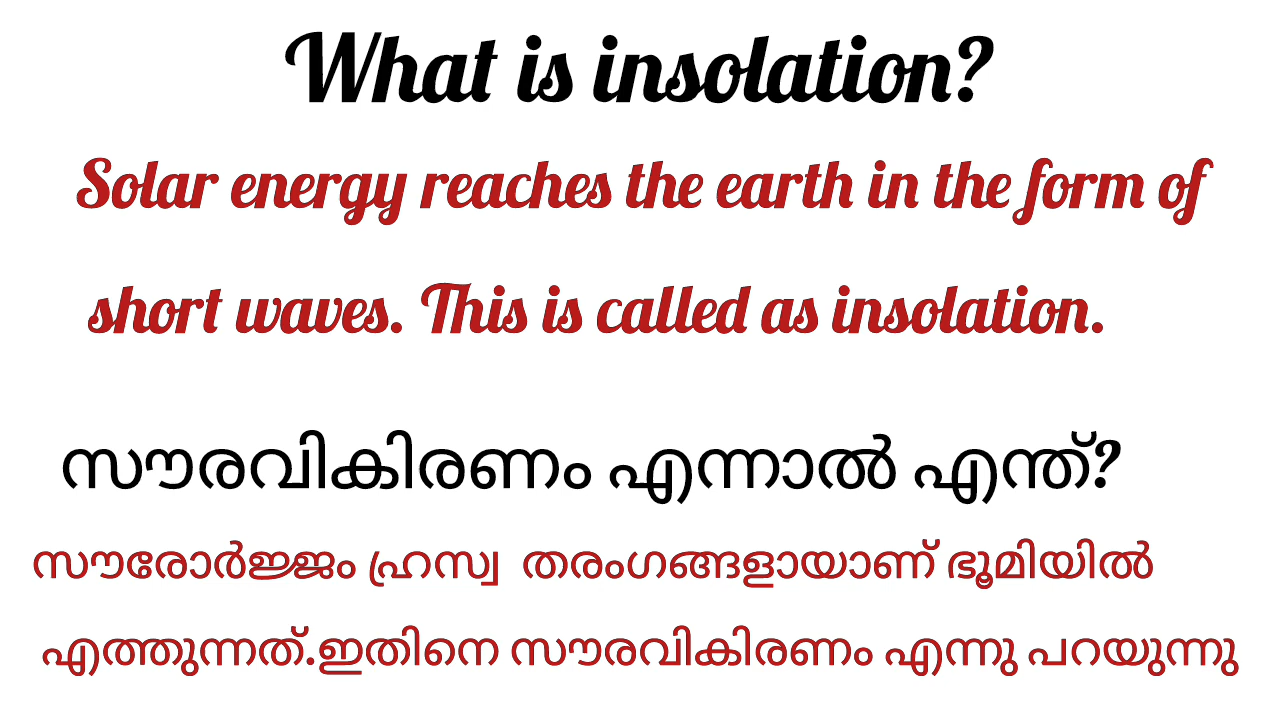 What is insolation?
Solar energy reaches the earth in the form of
short waves. This is called as insolation.
സൗരവികിരണം എന്നാൽ എന്ത്?
സൗരോർജ്ജം ഹ്രസ്വ തരംഗങ്ങളായാണ് ഭൂമിയിൽ
എത്തുന്നത്.ഇതിനെ സൗരവികിരണം എന്നു പറയുന്നു